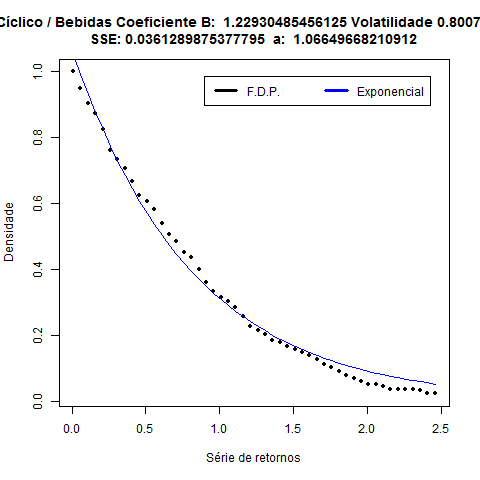 Cíclico / Bebidas Coeficiente B: 1.22930485456125 Volatilidade 0.8007
SSE: 0.0361289875377795 a: 1.06649668210912
F.D.P.
Exponencial
Densidade
1.0
0.8
0.6
0.4
0.2
0.0
0.0 0.5 1.0 1.5 2.0 2.5
Série de retornos